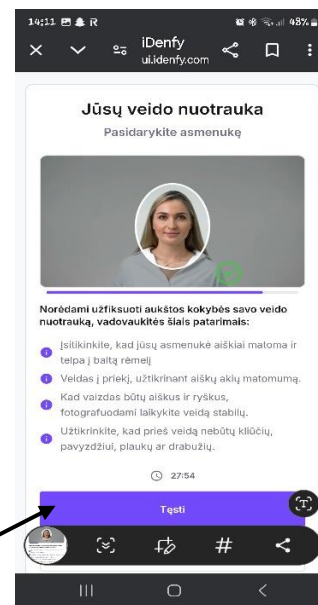 14:11
48%
iDenfy
ui.idenfy.com
Jūsų veido nuotrauka
Pasidarykite asmenukę
Norėdami užfiksuoti aukštos kokybės savo veido
nuotrauką, vadovaukitės šiais patarimais:
Įsitikinkite, kad jūsų asmenukė aiškiai matoma ir
telpa į baltą rėmelį
Veidas į priekį, užtikrinant aiškų akių matomumą.
Kad vaizdas būtų aiškus ir ryškus,
fotografuodami laikykite veidą stabilų.
Užtikrinkite, kad prieš veidą nebūtų kliūčių,
pavyzdžiui, plaukų ar drabužių.
27:54
Tęsti